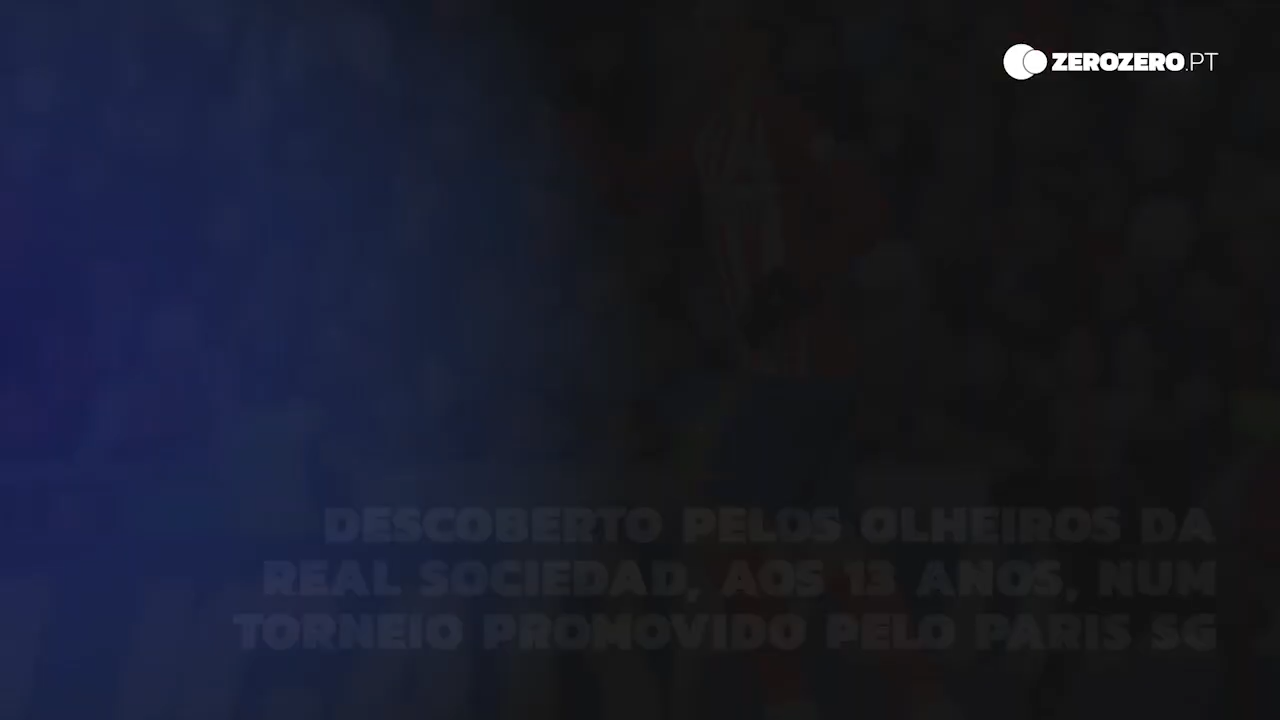 ZEROZERO.PT
DESCOBERTO PELOS OLHEIROS DA
REAL SOCIEDAD, AOS 13 ANOS, NUM
TORNEIO PROMOVIDO PELO PARIS SG